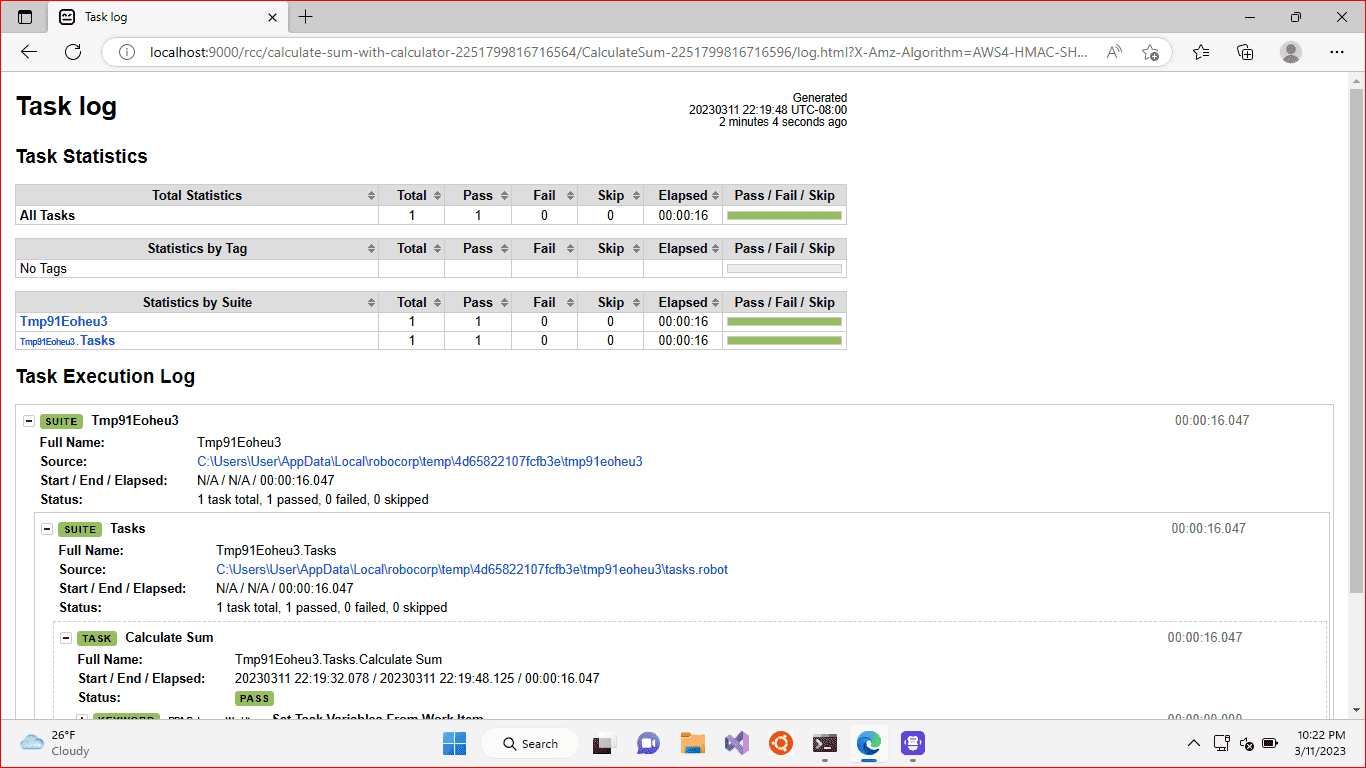 Task log
localhost:9000/rcc/calculate-sum-with-calculator-2251799816716564/CalculateSum-2251799816716596/log.html?X-Amz-Algorithm=AWS4-HMAC-SH...
Task log
Generated
20230311 22:19:48 UTC-08:00
2 minutes 4 seconds ago
Task Statistics
Total Statistics Total Pass Fail Skip Elapsed Pass / Fail / Skip
All Tasks 1 1 0 0 00:00:16
Statistics by Tag Total Pass Fail Skip Elapsed Pass / Fail / Skip
No Tags
Statistics by Suite Total Pass Fail Skip Elapsed Pass / Fail / Skip
Tmp91Eoheu3 1 1 0 0 00:00:16
Tmp91Eoheu3.Tasks 1 1 0 0 00:00:16
Task Execution Log
SUITE Tmp91Eoheu3 00:00:16.047
Full Name: Tmp91Eoheu3
Source: C:\Users\User\AppData\Local\robocorp\temp\4d65822107fcfb3e\tmp91eoheu3
Start / End / Elapsed: N/A / N/A / 00:00:16.047
Status: 1 task total, 1 passed, 0 failed, 0 skipped
SUITE Tasks 00:00:16.047
Full Name: Tmp91Eoheu3.Tasks
Source: C:\Users\User\AppData\Local\robocorp\temp\4d65822107fcfb3e\tmp91eoheu3\tasks.robot
Start / End / Elapsed: N/A / N/A / 00:00:16.047
Status: 1 task total, 1 passed, 0 failed, 0 skipped
TASK Calculate Sum 00:00:16.047
Full Name: Tmp91Eoheu3.Tasks.Calculate Sum
Start / End / Elapsed: 20230311 22:19:32.078 / 20230311 22:19:48.125 / 00:00:16.047
Status: PASS
KEYWORD Set Task Variables From Work Item
26°F
Cloudy
Search
10:22 PM
3/11/2023